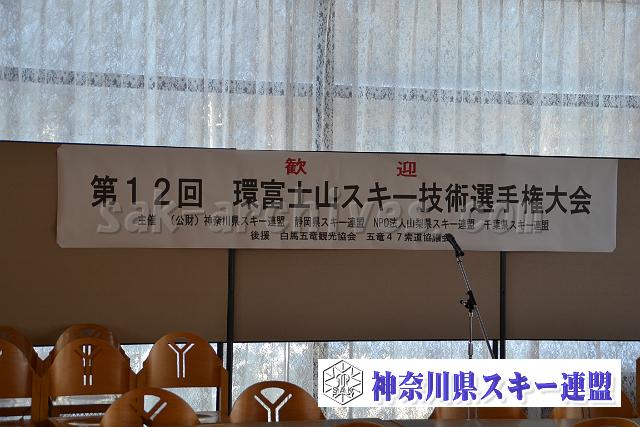 歓　迎
第１２回　環富士山スキー技術選手権大会
主催　（公財）神奈川県スキー連盟　静岡県スキー連盟　NPO法人山梨県スキー連盟　千葉県スキー連盟
後援　白馬五竜観光協会　五竜４７索道協議会
神奈川県スキー連盟